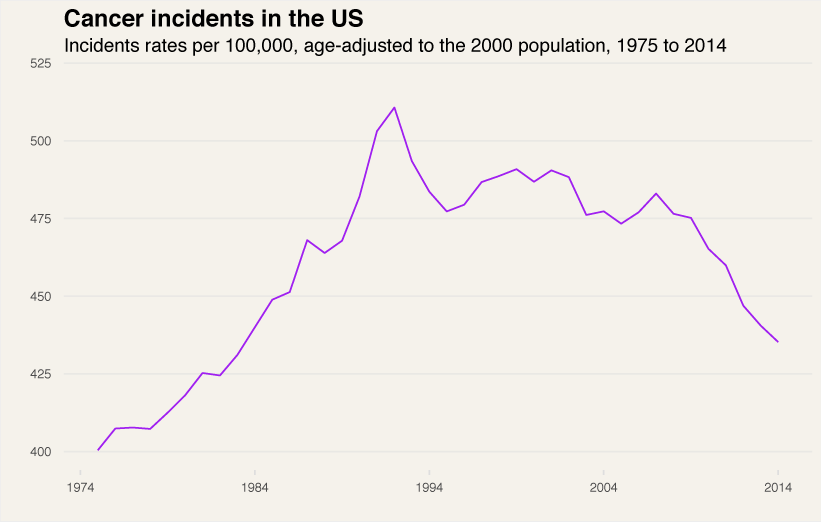 Cancer incidents in the US
Incidents rates per 100,000, age-adjusted to the 2000 population, 1975 to 2014
525
500
475
450
425
400
1974 1984 1994 2004 2014